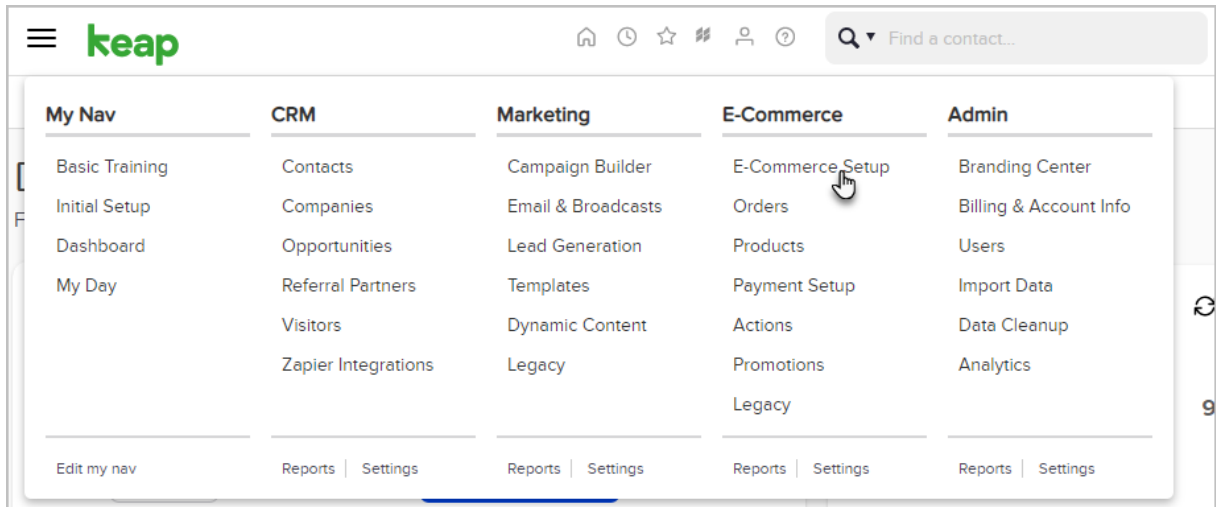 keap
Find a contact...
My Nav
Basic Training
Initial Setup
Dashboard
My Day
Edit my nav
CRM
Contacts
Companies
Opportunities
Referral Partners
Visitors
Zapier Integrations
Reports | Settings
Marketing
Campaign Builder
Email & Broadcasts
Lead Generation
Templates
Dynamic Content
Legacy
Reports | Settings
E-Commerce
E-Commerce Setup
Orders
Products
Payment Setup
Actions
Promotions
Legacy
Reports | Settings
Admin
Branding Center
Billing & Account Info
Users
Import Data
Data Cleanup
Analytics
Reports | Settings
9